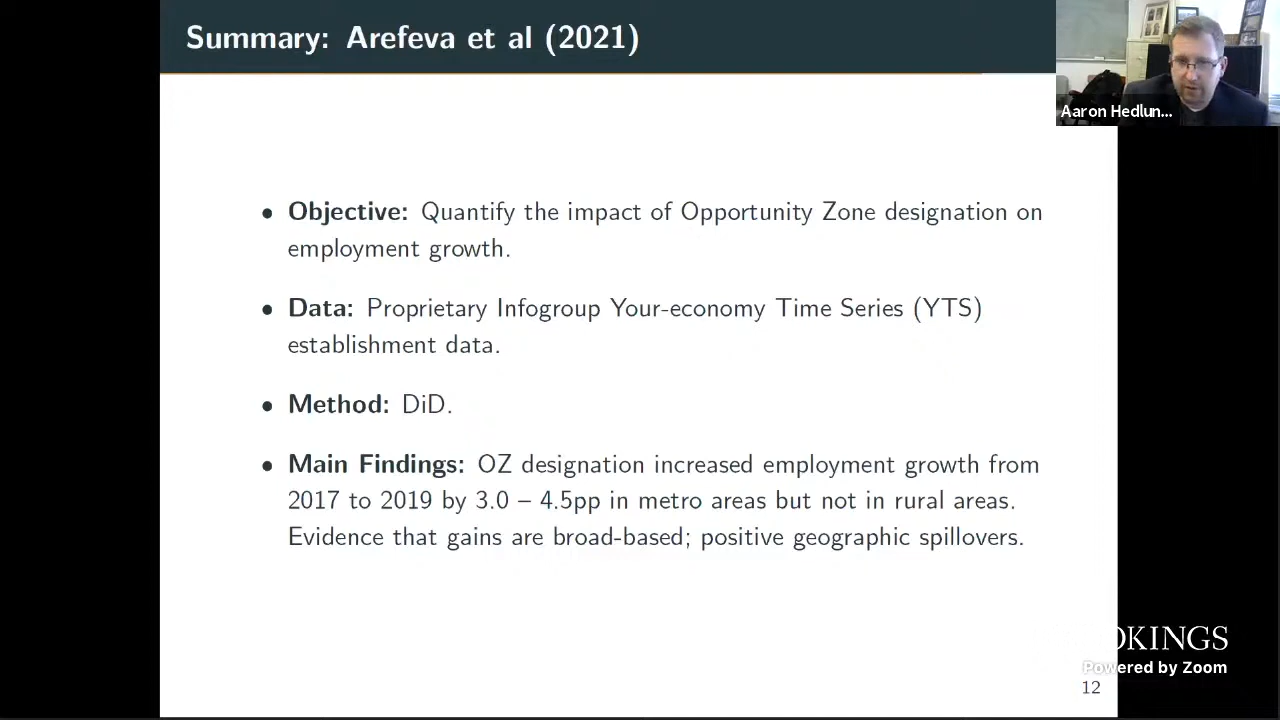 Summary: Arefeva et al (2021)
Aaron Hedlun...
• Objective: Quantify the impact of Opportunity Zone designation on
employment growth.
• Data: Proprietary Infogroup Your-economy Time Series (YTS)
establishment data.
• Method: DiD.
• Main Findings: OZ designation increased employment growth from
2017 to 2019 by 3.0 – 4.5pp in metro areas but not in rural areas.
Evidence that gains are broad-based; positive geographic spillovers.
OKINGS
Powered by Zoom
12